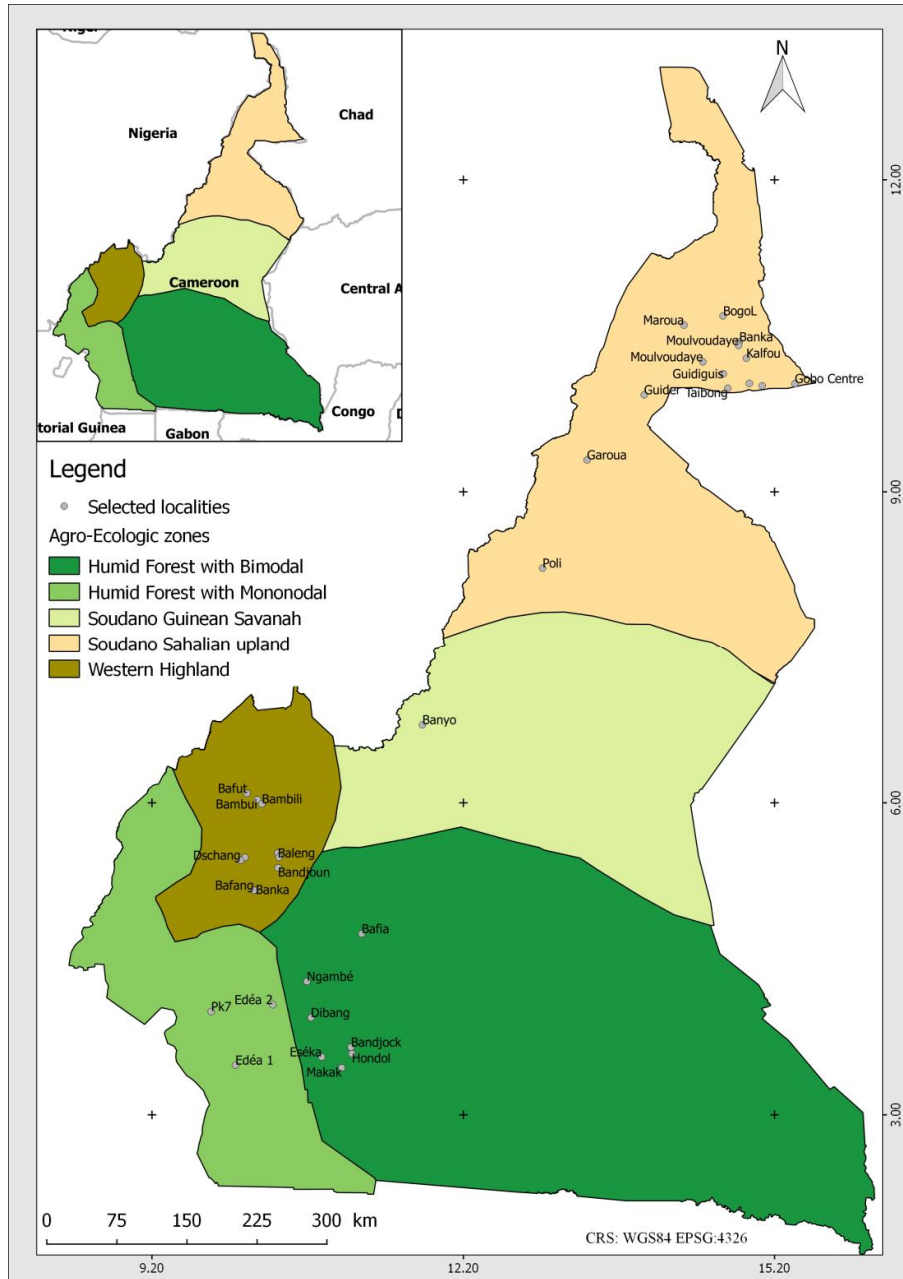 Niger
Chad
Nigeria
Cameroon
Central A
Congo
D
torial Guinea
Gabon
N
12.00
9.00
6.00
3.00
Legend
Selected localities
Agro-Ecologic zones
Humid Forest with Bimodal
Humid Forest with Mononodal
Soudano Guinean Savanah
Soudano Sahalian upland
Western Highland
BogoL
Maroua
Moulvoudaye
Banka
Moulvoudaye
Kalfou
Guidiguis
Gobo Centre
Guider
Taibong
Garoua
Poli
Banyo
Bafut
Bambui
Bambili
Dschang
Baleng
Bandjoun
Bafang
Banka
Bafia
Ngambé
Edéa 2
Pk7
Dibang
Bandjock
Eséka
Hondol
Edéa 1
Makak
0 75 150 225 300 km
CRS: WGS84 EPSG:4326
9.20 12.20 15.20